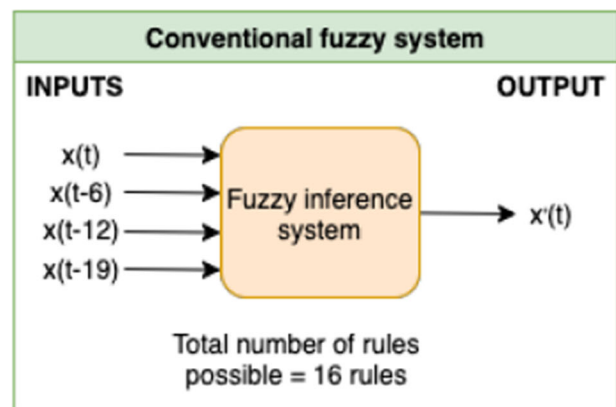 Conventional fuzzy system
INPUTS
OUTPUT
x(t)
x(t-6)
x(t-12)
x(t-19)
Fuzzy inference
system
x'(t)
Total number of rules
possible = 16 rules